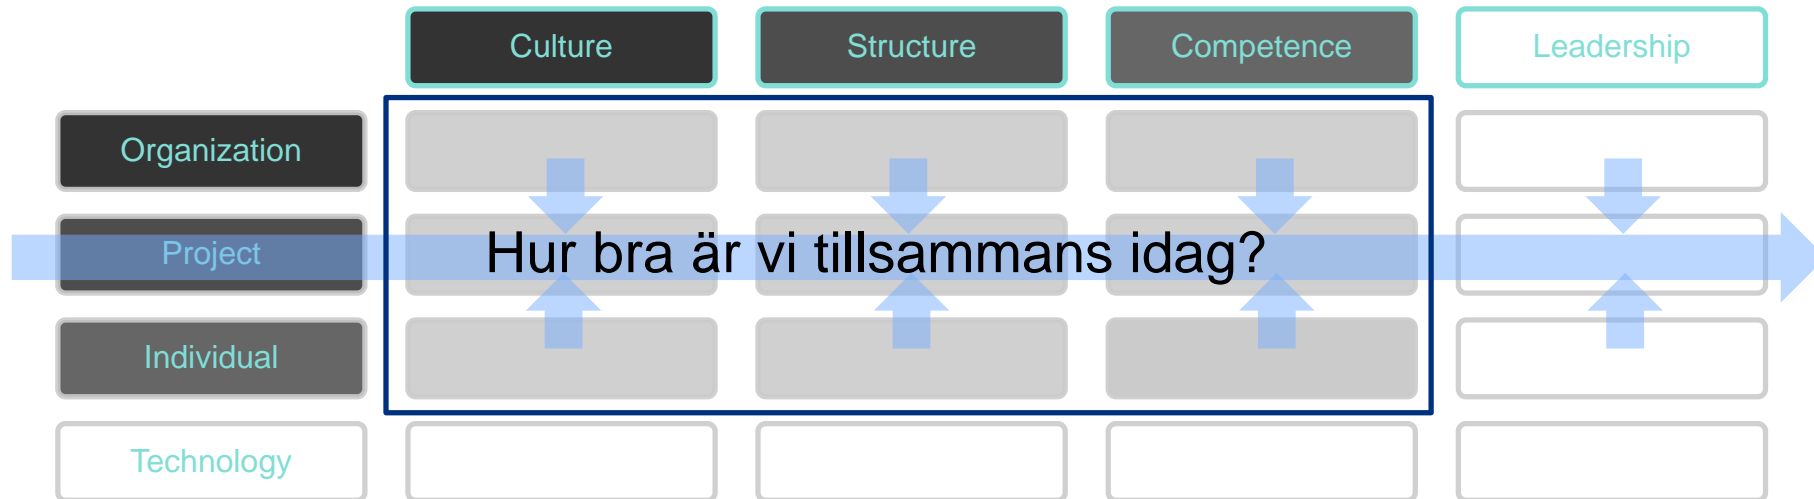 Culture
Structure
Competence
Leadership
Organization
Project
Hur bra är vi tillsammans idag?
Individual
Technology